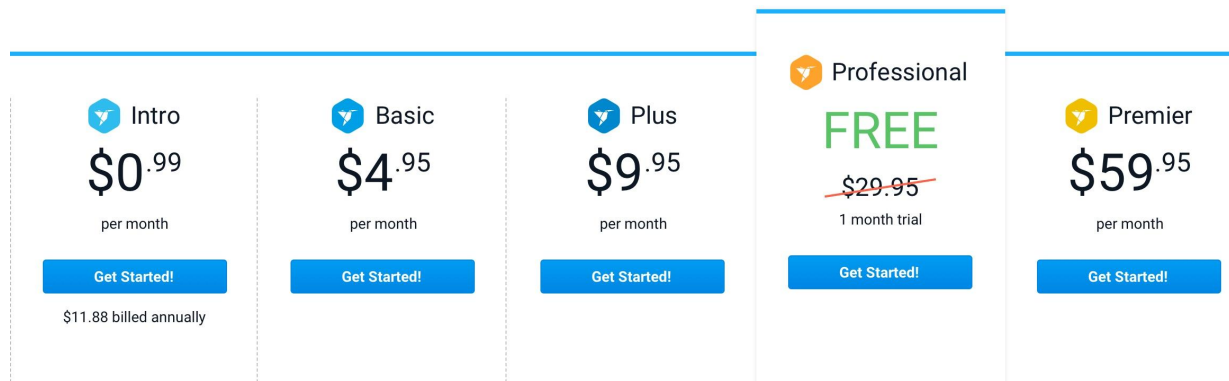 Intro
$0.99
per month
Get Started!
$11.88 billed annually
Basic
$4.95
per month
Get Started!
Plus
$9.95
per month
Get Started!
Professional
FREE
$29.95
1 month trial
Get Started!
Premier
$59.95
per month
Get Started!